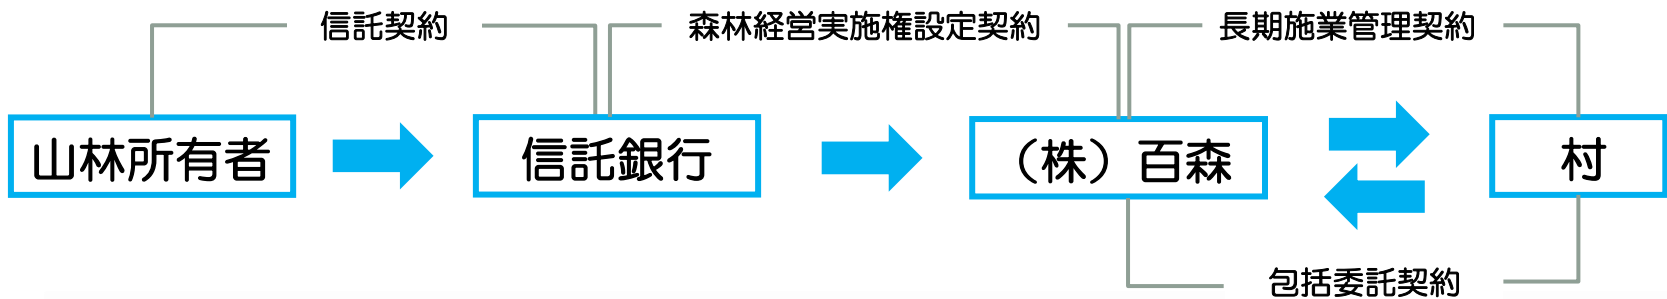 信託契約
森林経営実施権設定契約
長期施業管理契約
山林所有者
信託銀行
（株）百森
村
包括委託契約